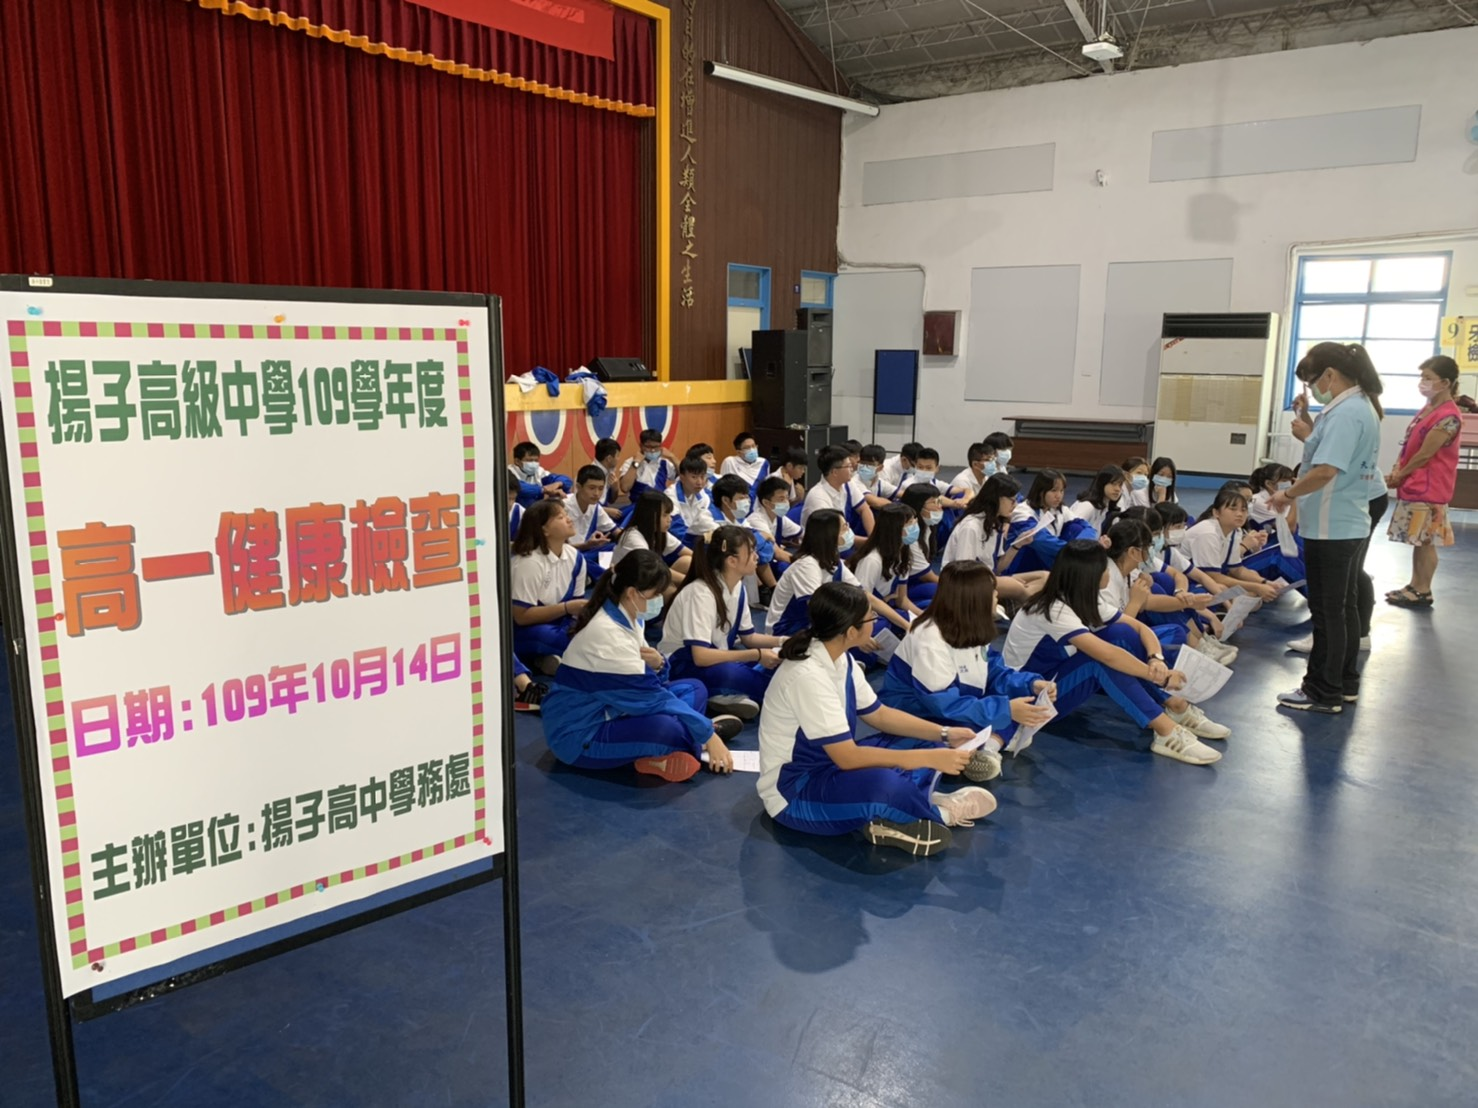 揚子高級中學109學年度
高一健康檢查
日期:109年10月14日
主辦單位:揚子高中學務處
目的在增進人類全體之生活
9